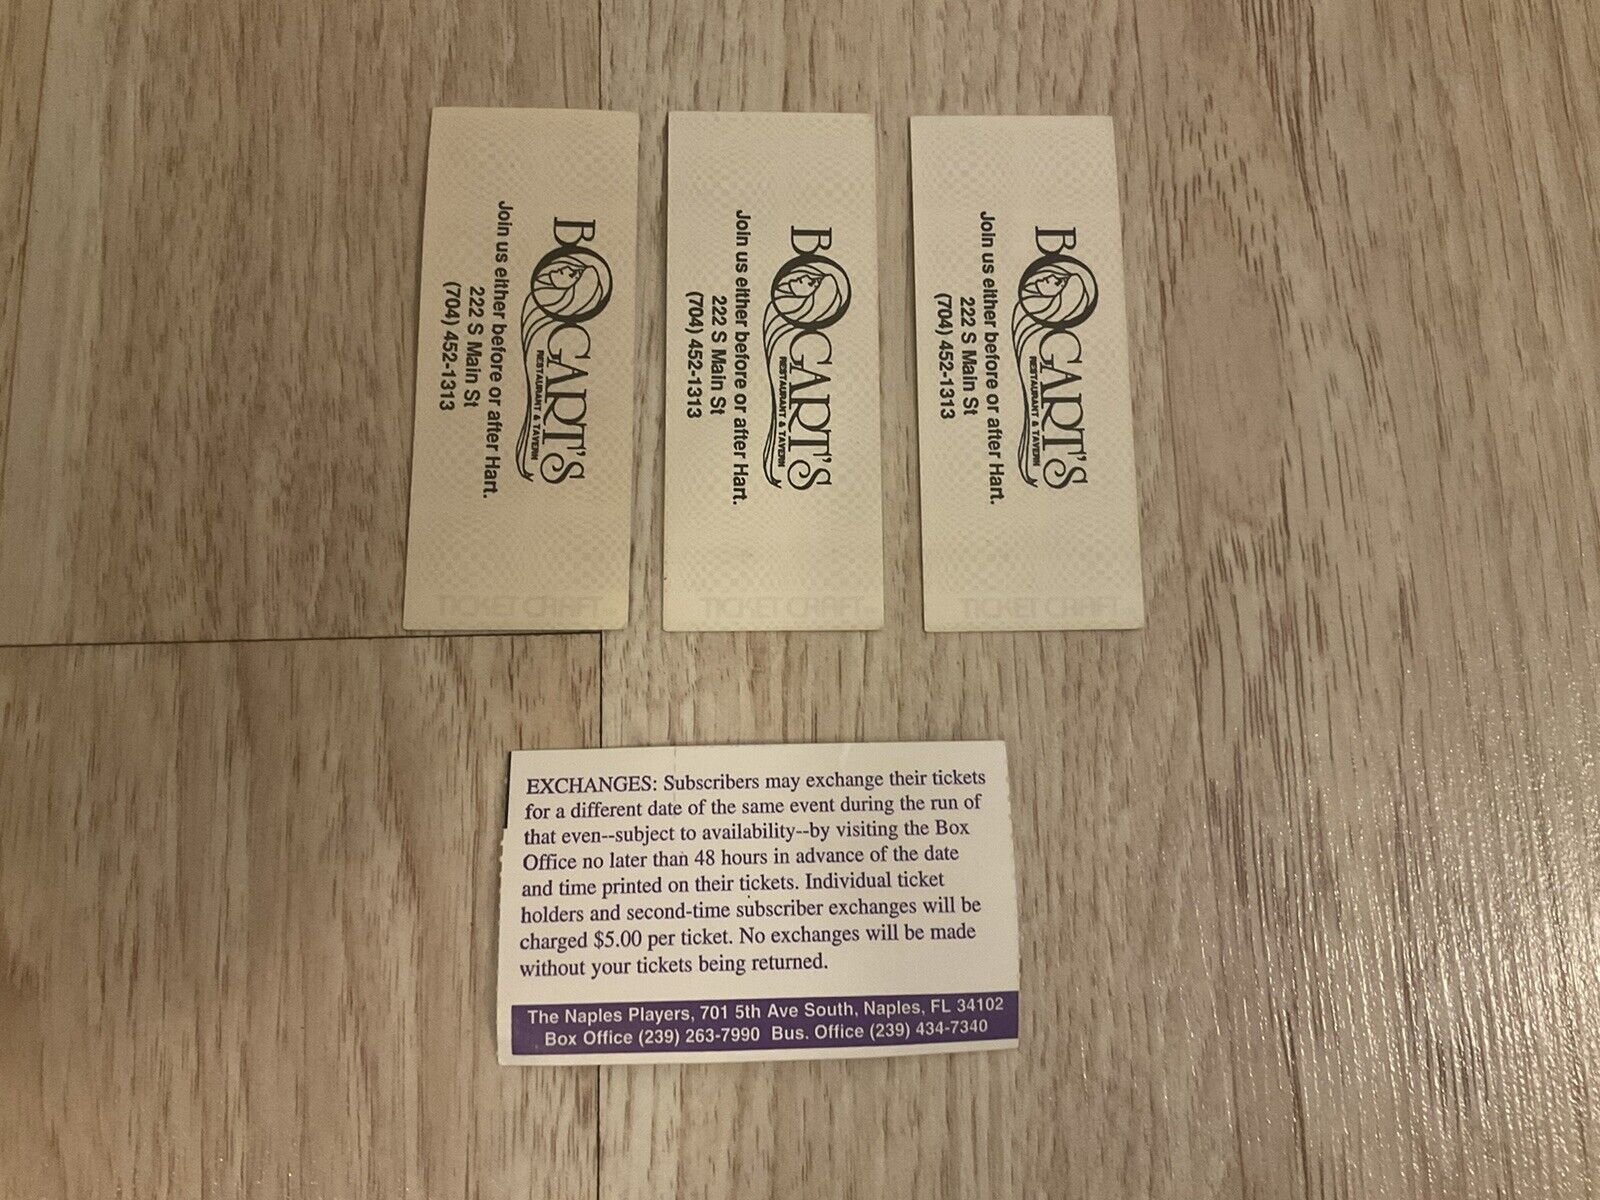 BOGART'S
RESTAURANT & TAVERN
Join us either before or after Hart.
222 S Main St
(704) 452-1313
TICKET CRAFT
BOGART'S
RESTAURANT & TAVERN
Join us either before or after Hart.
222 S Main St
(704) 452-1313
TICKET CRAFT
BOGART'S
RESTAURANT & TAVERN
Join us either before or after Hart.
222 S Main St
(704) 452-1313
TICKET CRAFT
EXCHANGES: Subscribers may exchange their tickets
for a different date of the same event during the run of
that even--subject to availability--by visiting the Box
Office no later than 48 hours in advance of the date
and time printed on their tickets. Individual ticket
holders and second-time subscriber exchanges will be
charged $5.00 per ticket. No exchanges will be made
without your tickets being returned.
The Naples Players, 701 5th Ave South, Naples, FL 34102
Box Office (239) 263-7990 Bus. Office (239) 434-7340